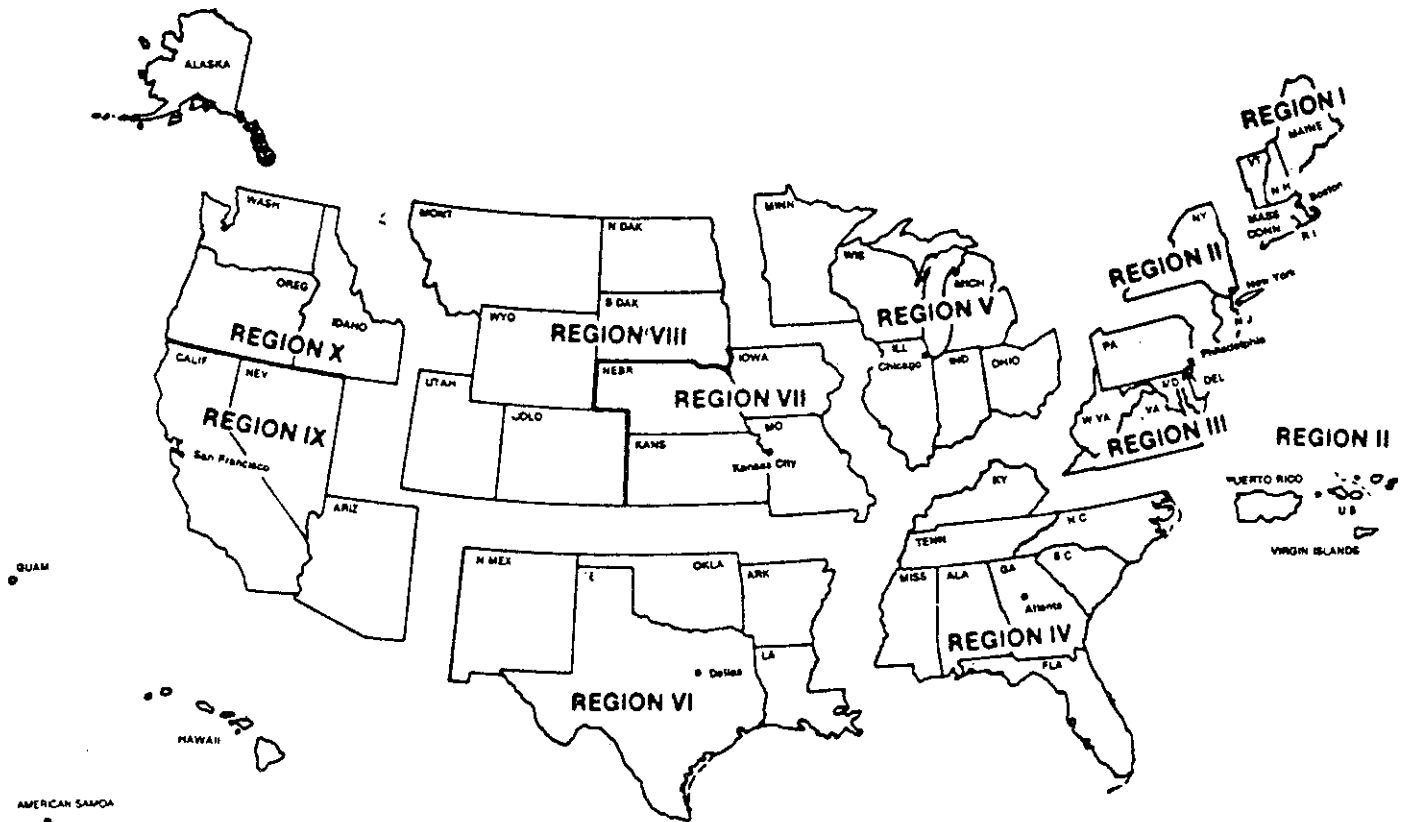 ALASKA
REGION I
MAINE
VT
N H
Boston
MASS
CONN
R I
WASH
MONT
N DAK
MINN
NY
OREG
S DAK
WIS
MICH
REGION II
New York
N J
IDAHO
WYO
REGION VIII
REGION V
REGION X
PA
Philadelphia
CALIF
NEV
UTAH
NEBR
IOWA
ILL
Chicago
IND
OHIO
MD
DEL
REGION IX
COLO
REGION VII
W VA
VA
REGION III
San Francisco
KANS
MO
Kansas City
REGION II
KY
PUERTO RICO
U S
VIRGIN ISLANDS
ARIZ
TENN
N C
S C
GUAM
N MEX
OKLA
ARK
MISS
ALA
GA
Atlanta
REGION IV
LA
FLA
Dallas
REGION VI
HAWAII
AMERICAN SAMOA